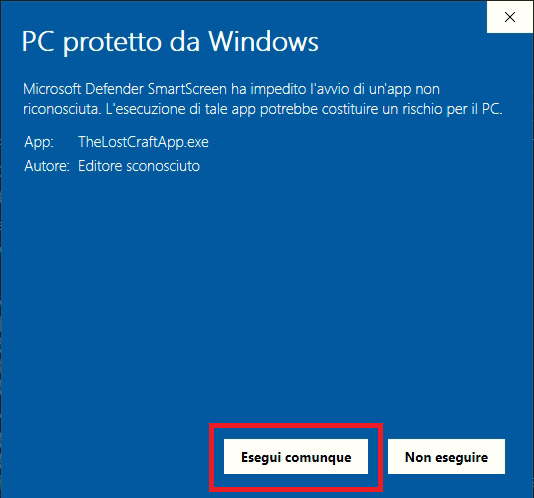 PC protetto da Windows
Microsoft Defender SmartScreen ha impedito l'avvio di un'app non
riconosciuta. L'esecuzione di tale app potrebbe costituire un rischio per il PC.
App: TheLostCraftApp.exe
Autore: Editore sconosciuto
Esegui comunque Non eseguire